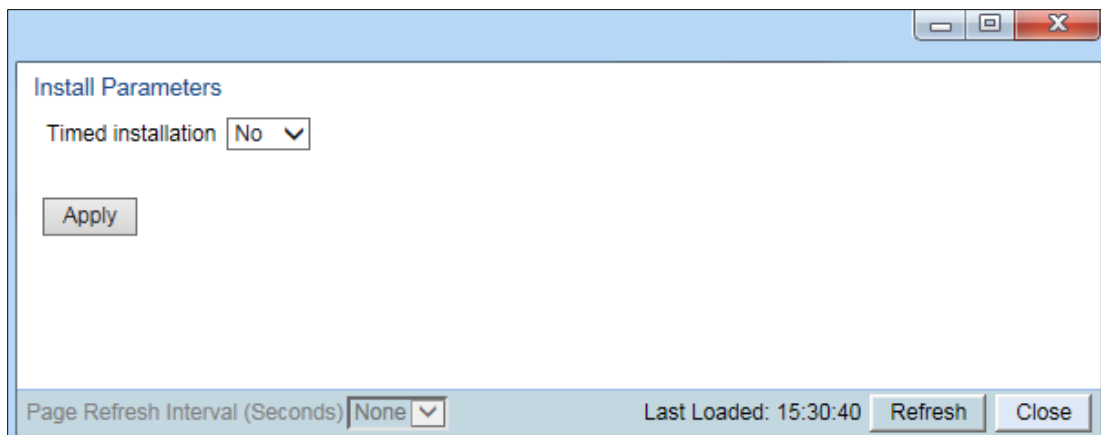 Install Parameters
Timed installation No
Apply
Page Refresh Interval (Seconds) None Last Loaded: 15:30:40 Refresh Close